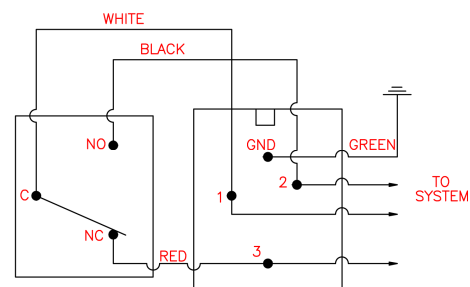 WHITE
BLACK
NO
GND
GREEN
C
1
2
TO
SYSTEM
NC
RED
3